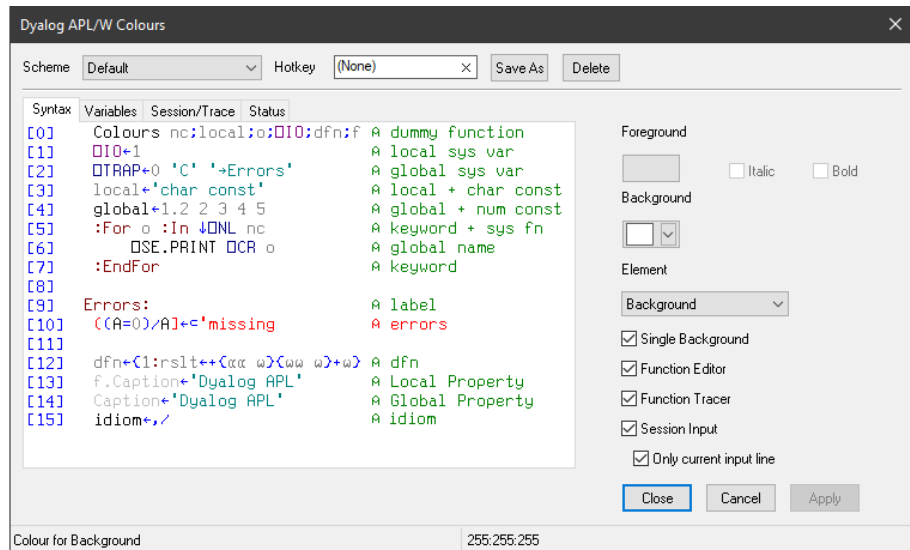 Dyalog APL/W Colours
Scheme Default Hotkey (None) Save As Delete
Syntax Variables Session/Trace Status
[0] Colours nc;local;o;⎕IO;dfn;f ⍝ dummy function
[1] ⎕IO←1 ⍝ local sys var
[2] ⎕TRAP←0 'C' '→Errors' ⍝ global sys var
[3] local←'char const' ⍝ local + char const
[4] global←1.2 2 3 4 5 ⍝ global + num const
[5] :For o :In ↓⎕NL nc ⍝ keyword + sys fn
[6] ⎕SE.PRINT ⎕CR o ⍝ global name
[7] :EndFor ⍝ keyword
[8]
[9] Errors: ⍝ label
[10] ((A=0)/A]←⊂'missing ⍝ errors
[11]
[12] dfn←{1:rslt←+{⍺⍺ ⍵}{⍵⍵ ⍵}+⍵} ⍝ dfn
[13] f.Caption←'Dyalog APL' ⍝ Local Property
[14] Caption←'Dyalog APL' ⍝ Global Property
[15] idiom←,/ ⍝ idiom
Foreground
Italic Bold
Background
Element
Background
Single Background
Function Editor
Function Tracer
Session Input
Only current input line
Close Cancel Apply
Colour for Background 255:255:255